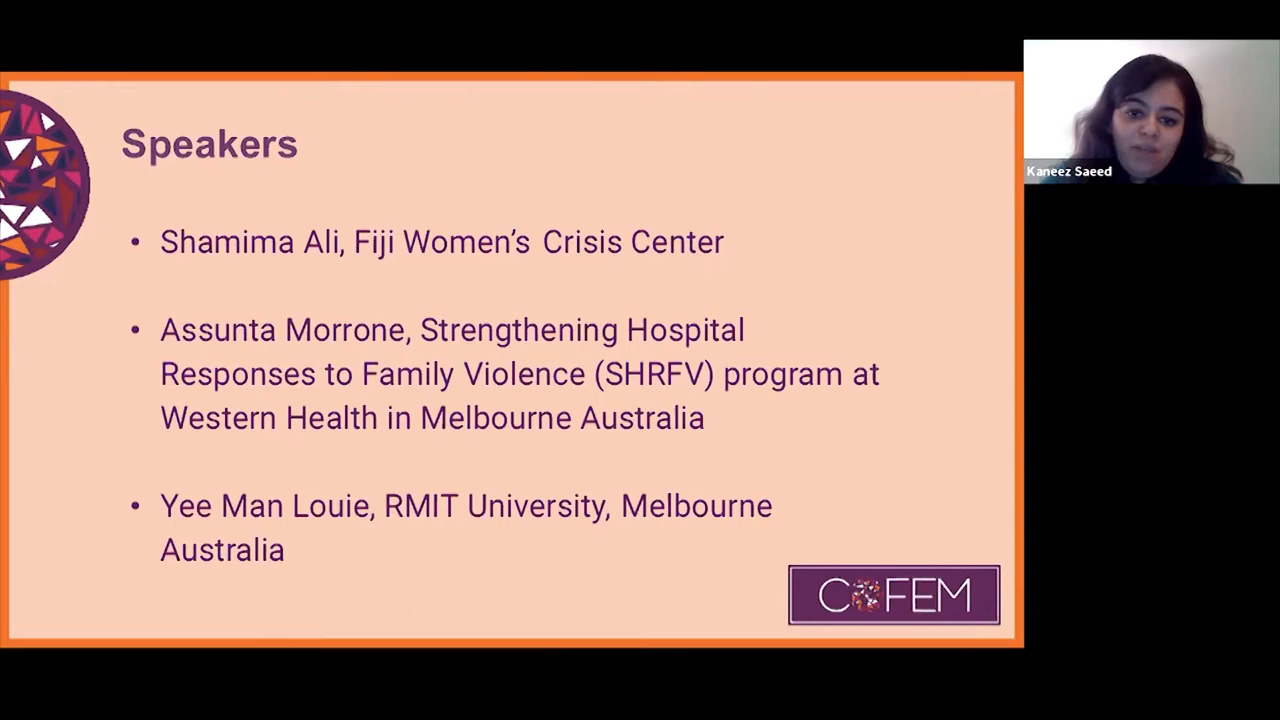 Speakers
• Shamima Ali, Fiji Women's Crisis Center
• Assunta Morrone, Strengthening Hospital
Responses to Family Violence (SHRFV) program at
Western Health in Melbourne Australia
• Yee Man Louie, RMIT University, Melbourne
Australia
COFEM
Kaneez Saeed